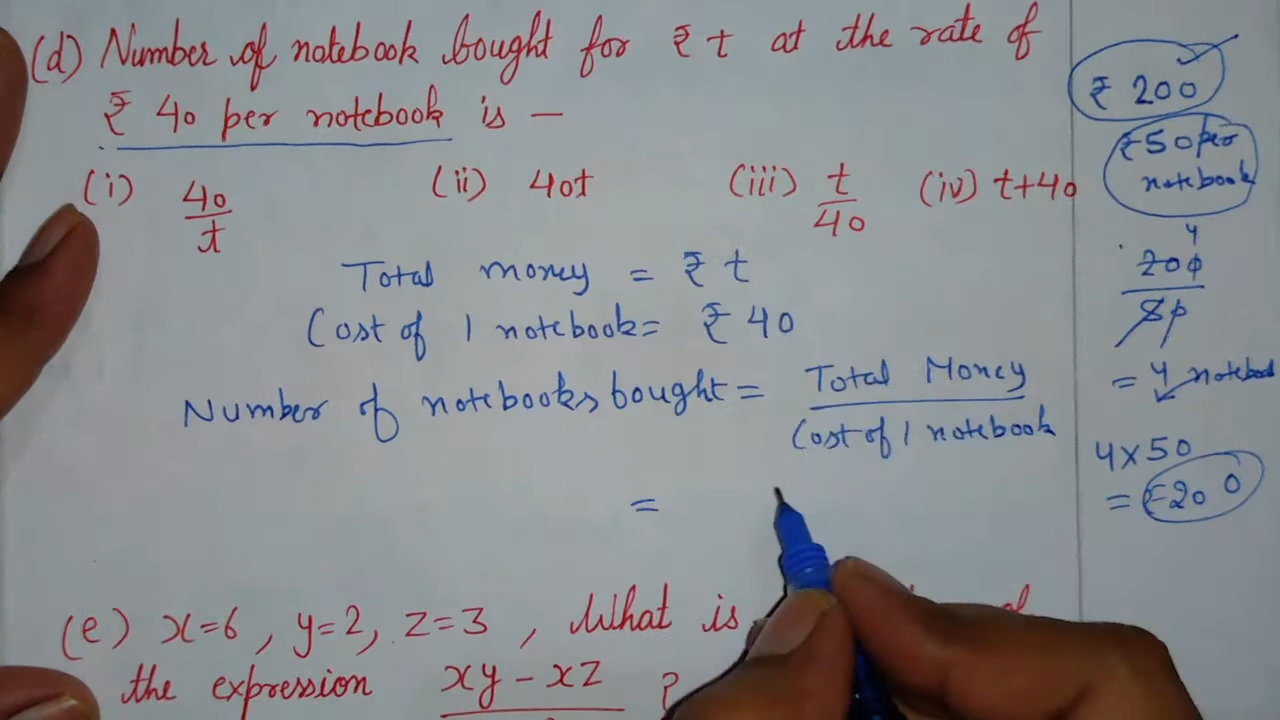 (d) Number of notebook bought for ₹ t at the rate of
₹ 40 per notebook is —
(i) 40/t (ii) 40t (iii) t/40 (iv) t+40
Total money = ₹ t
Cost of 1 notebook = ₹ 40
Number of notebooks bought = Total Money / Cost of 1 notebook
=
(e) x=6, y=2, z=3, What is
the expression xy - xz ?
₹ 200
₹50 per
notebook
4
200
50
= 4 notebook
4×50
= ₹200